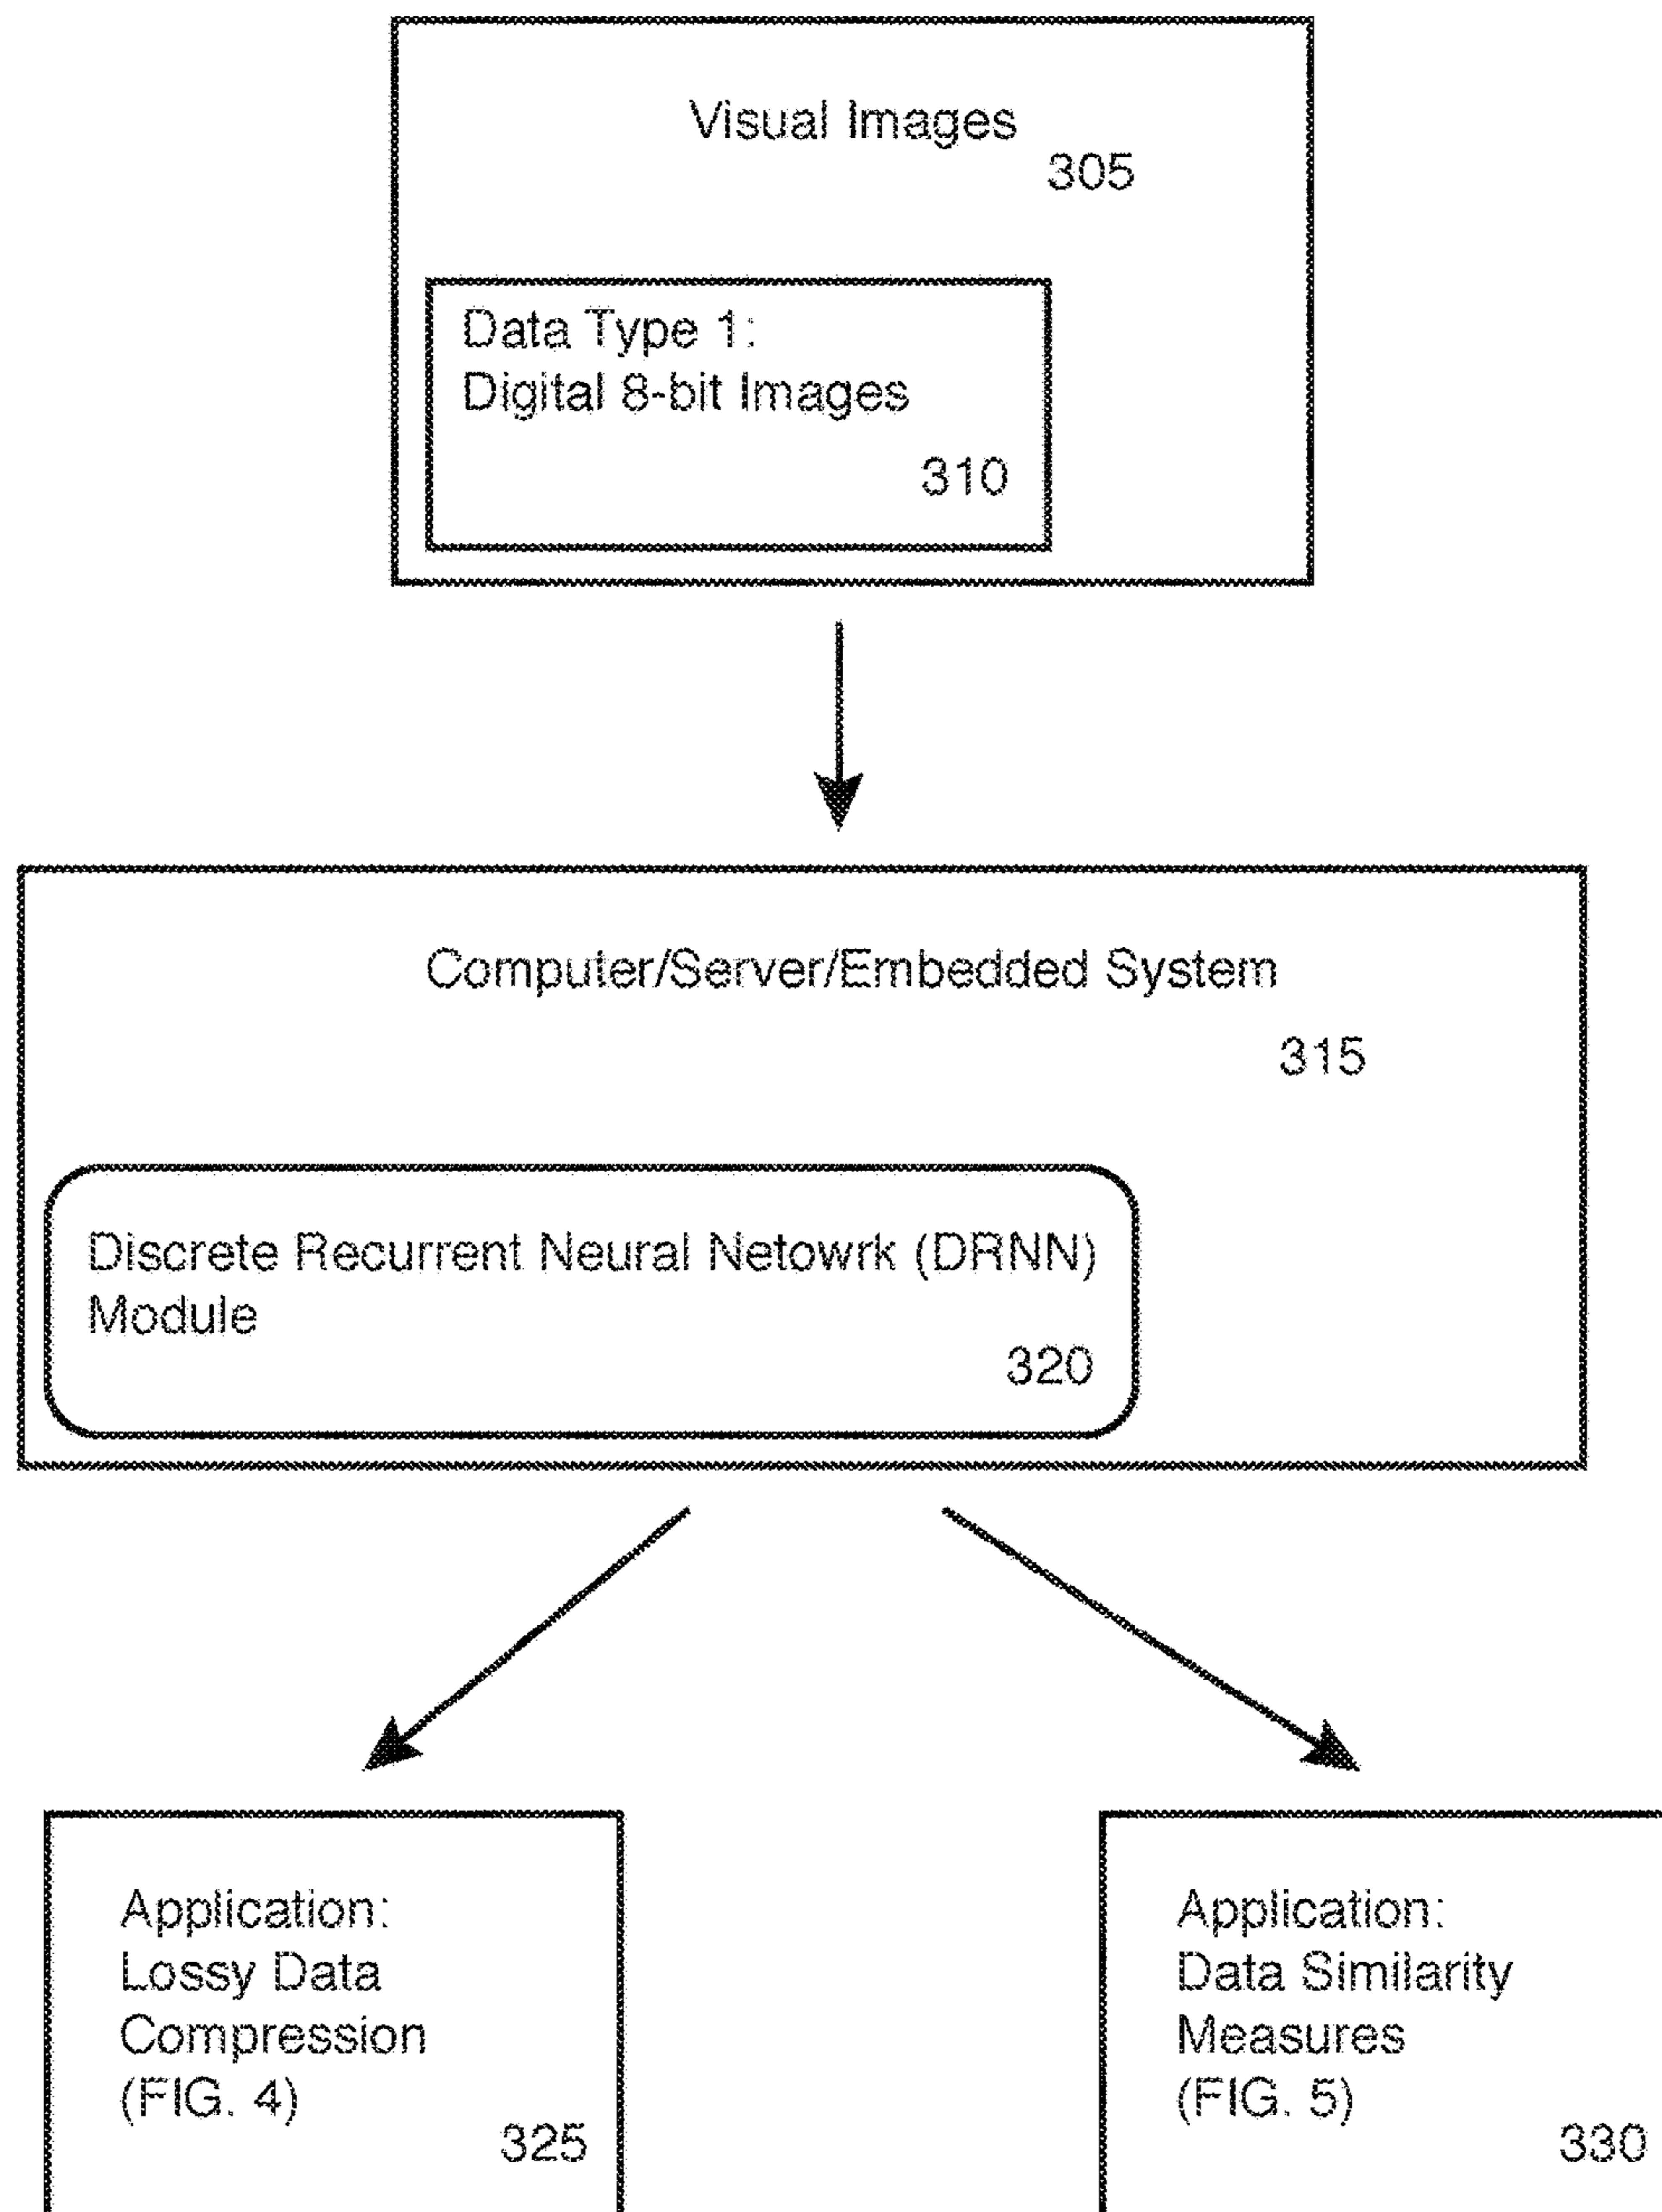 Visual Images
305
Data Type 1:
Digital 8-bit Images
310
Computer/Server/Embedded System
315
Discrete Recurrent Neural Netowrk (DRNN)
Module
320
Application:
Lossy Data
Compression
(FIG. 4)
325
Application:
Data Similarity
Measures
(FIG. 5)
330